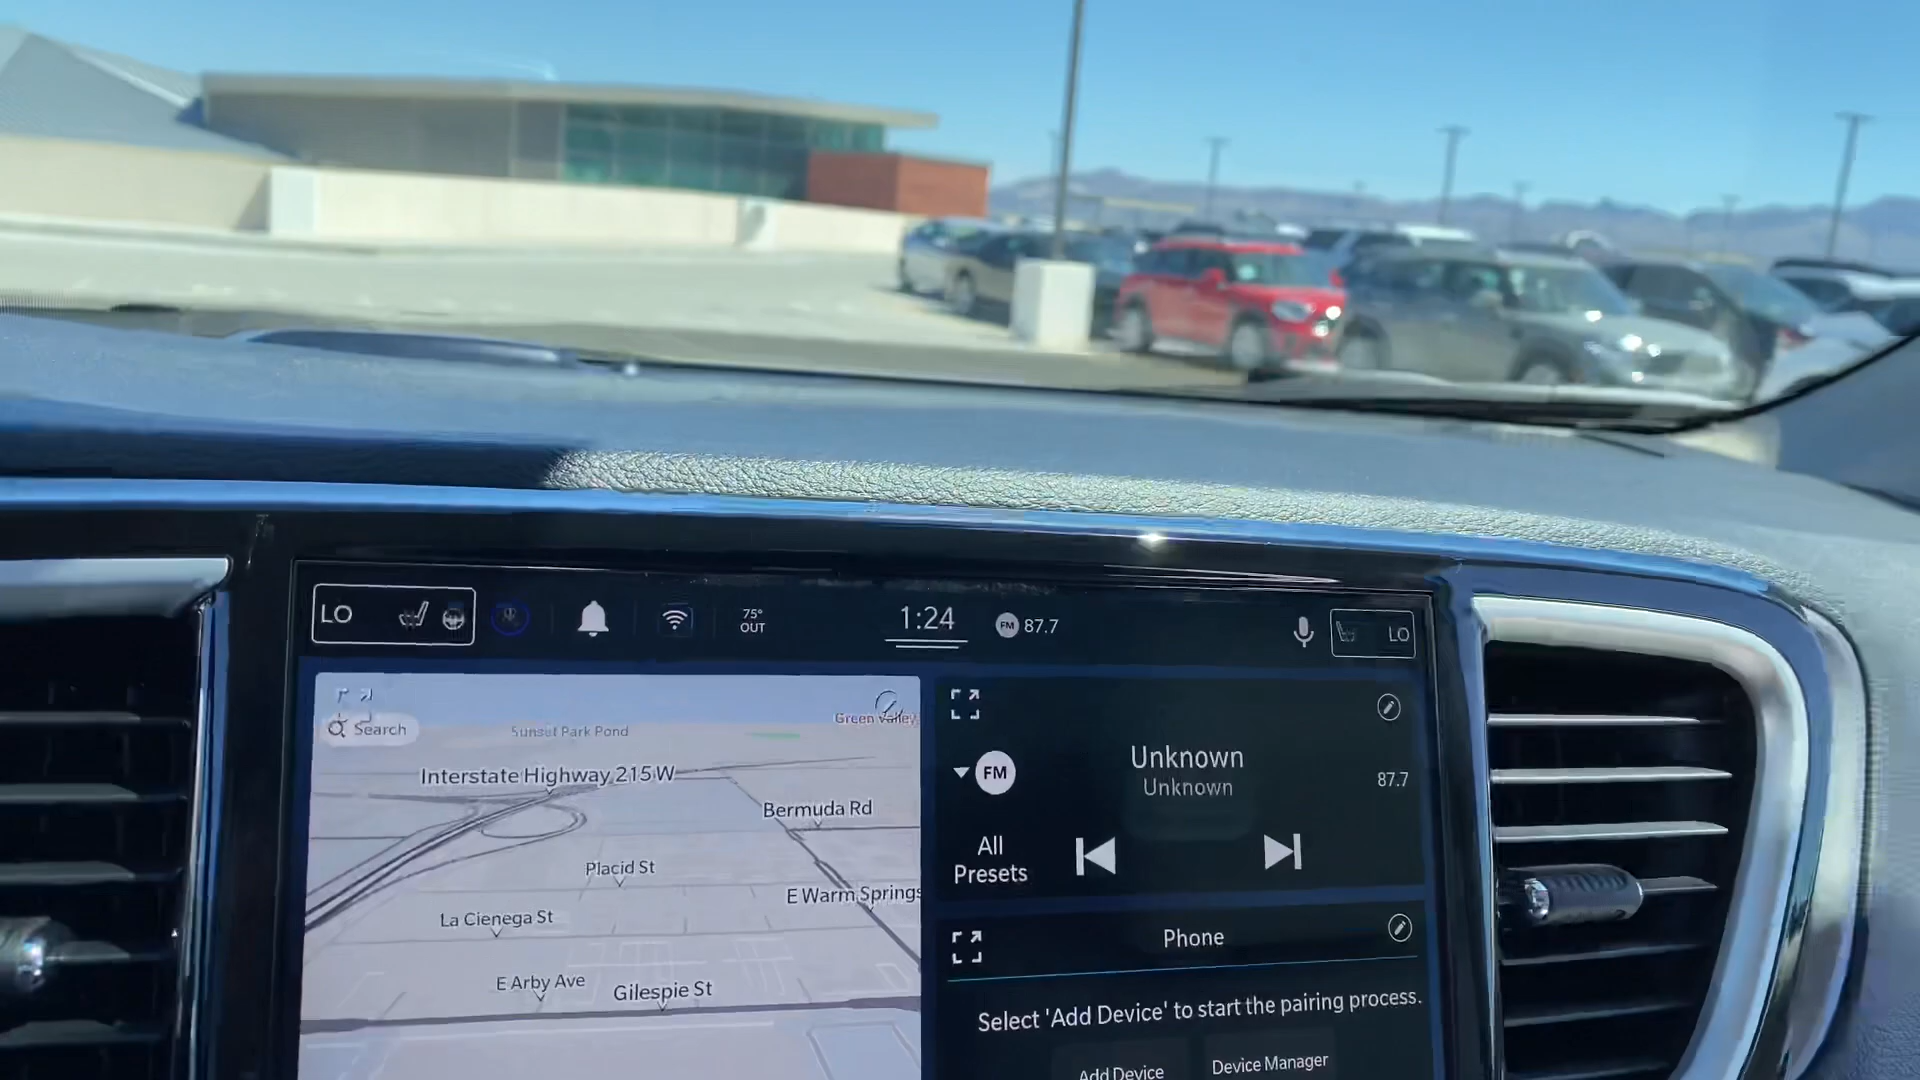 LO
75°
OUT
1:24
FM 87.7
LO
Search
Sunset Park Pond
Green Valley
Interstate Highway 215 W
Bermuda Rd
Placid St
E Warm Springs
La Cienega St
E Arby Ave
Gillespie St
FM
Unknown
Unknown
87.7
All
Presets
Phone
Select 'Add Device' to start the pairing process.
Add Device
Device Manager